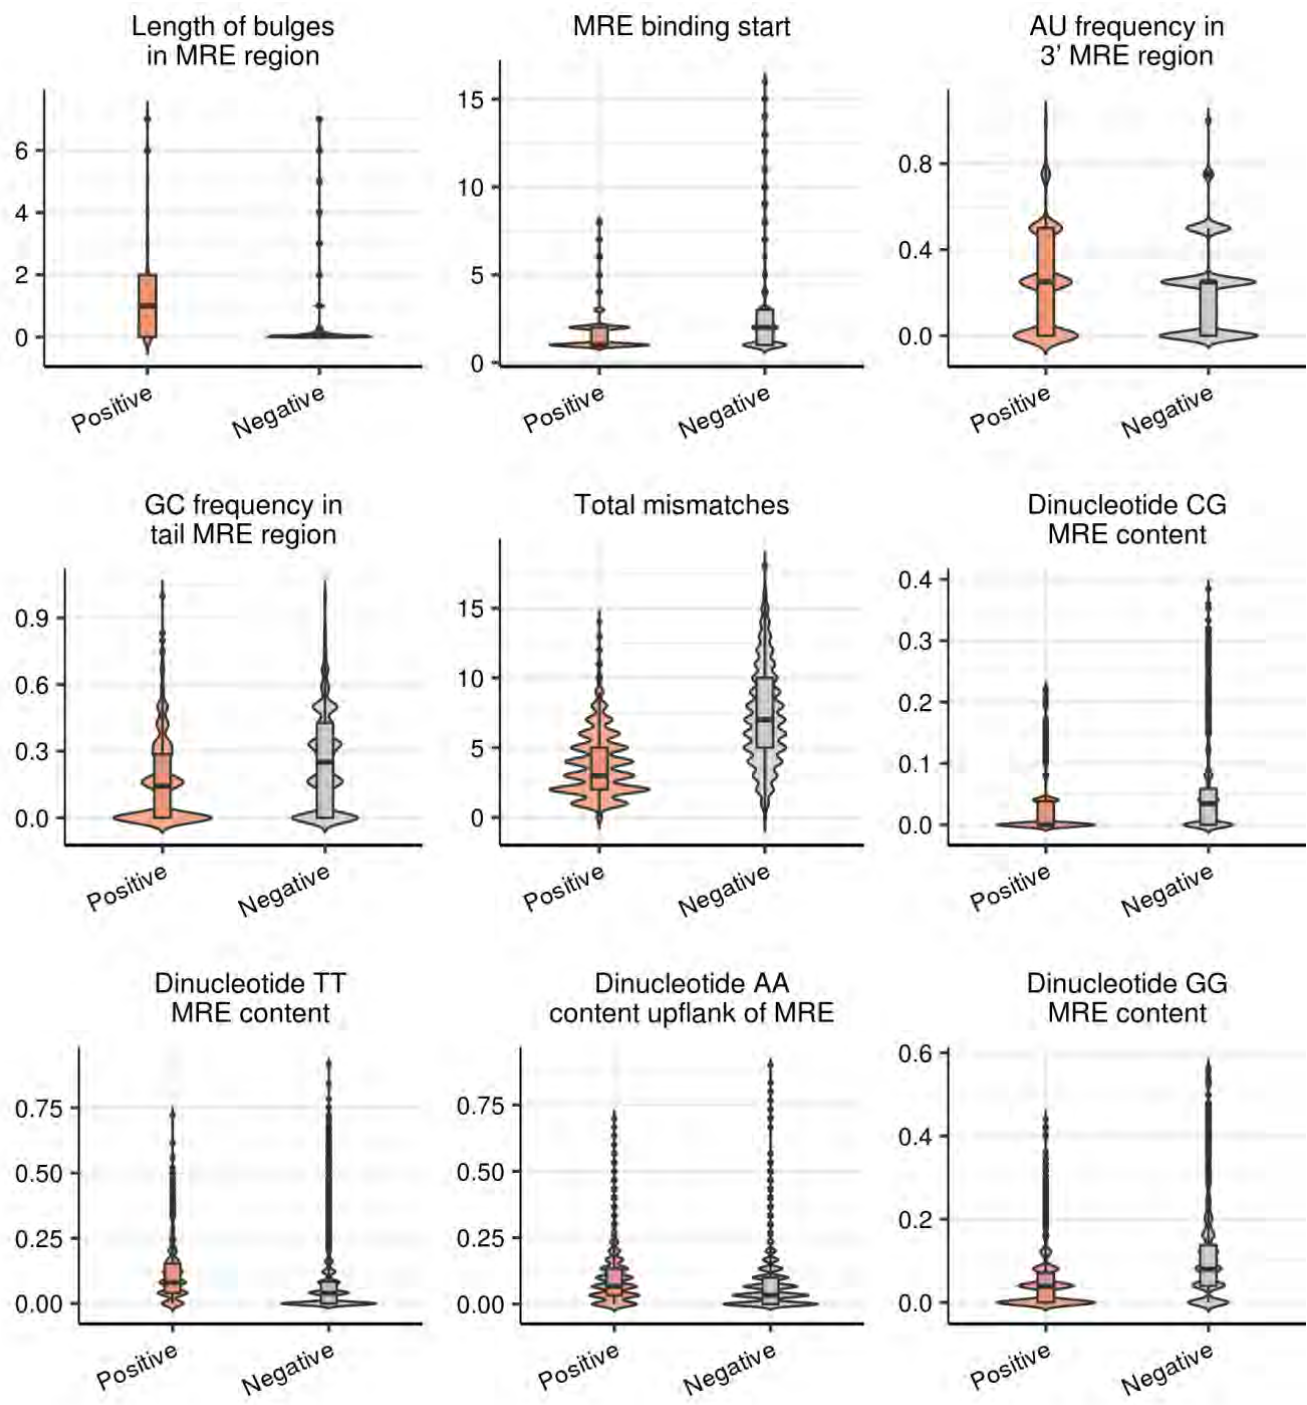 Length of bulges
in MRE region
6
4
2
0
Positive
Negative
MRE binding start
15
10
5
0
Positive
Negative
AU frequency in
3' MRE region
0.8
0.4
0.0
Positive
Negative
GC frequency in
tail MRE region
0.9
0.6
0.3
0.0
Positive
Negative
Total mismatches
15
10
5
0
Positive
Negative
Dinucleotide CG
MRE content
0.4
0.3
0.2
0.1
0.0
Positive
Negative
Dinucleotide TT
MRE content
0.75
0.50
0.25
0.00
Positive
Negative
Dinucleotide AA
content upflank of MRE
0.75
0.50
0.25
0.00
Positive
Negative
Dinucleotide GG
MRE content
0.6
0.4
0.2
0.0
Positive
Negative